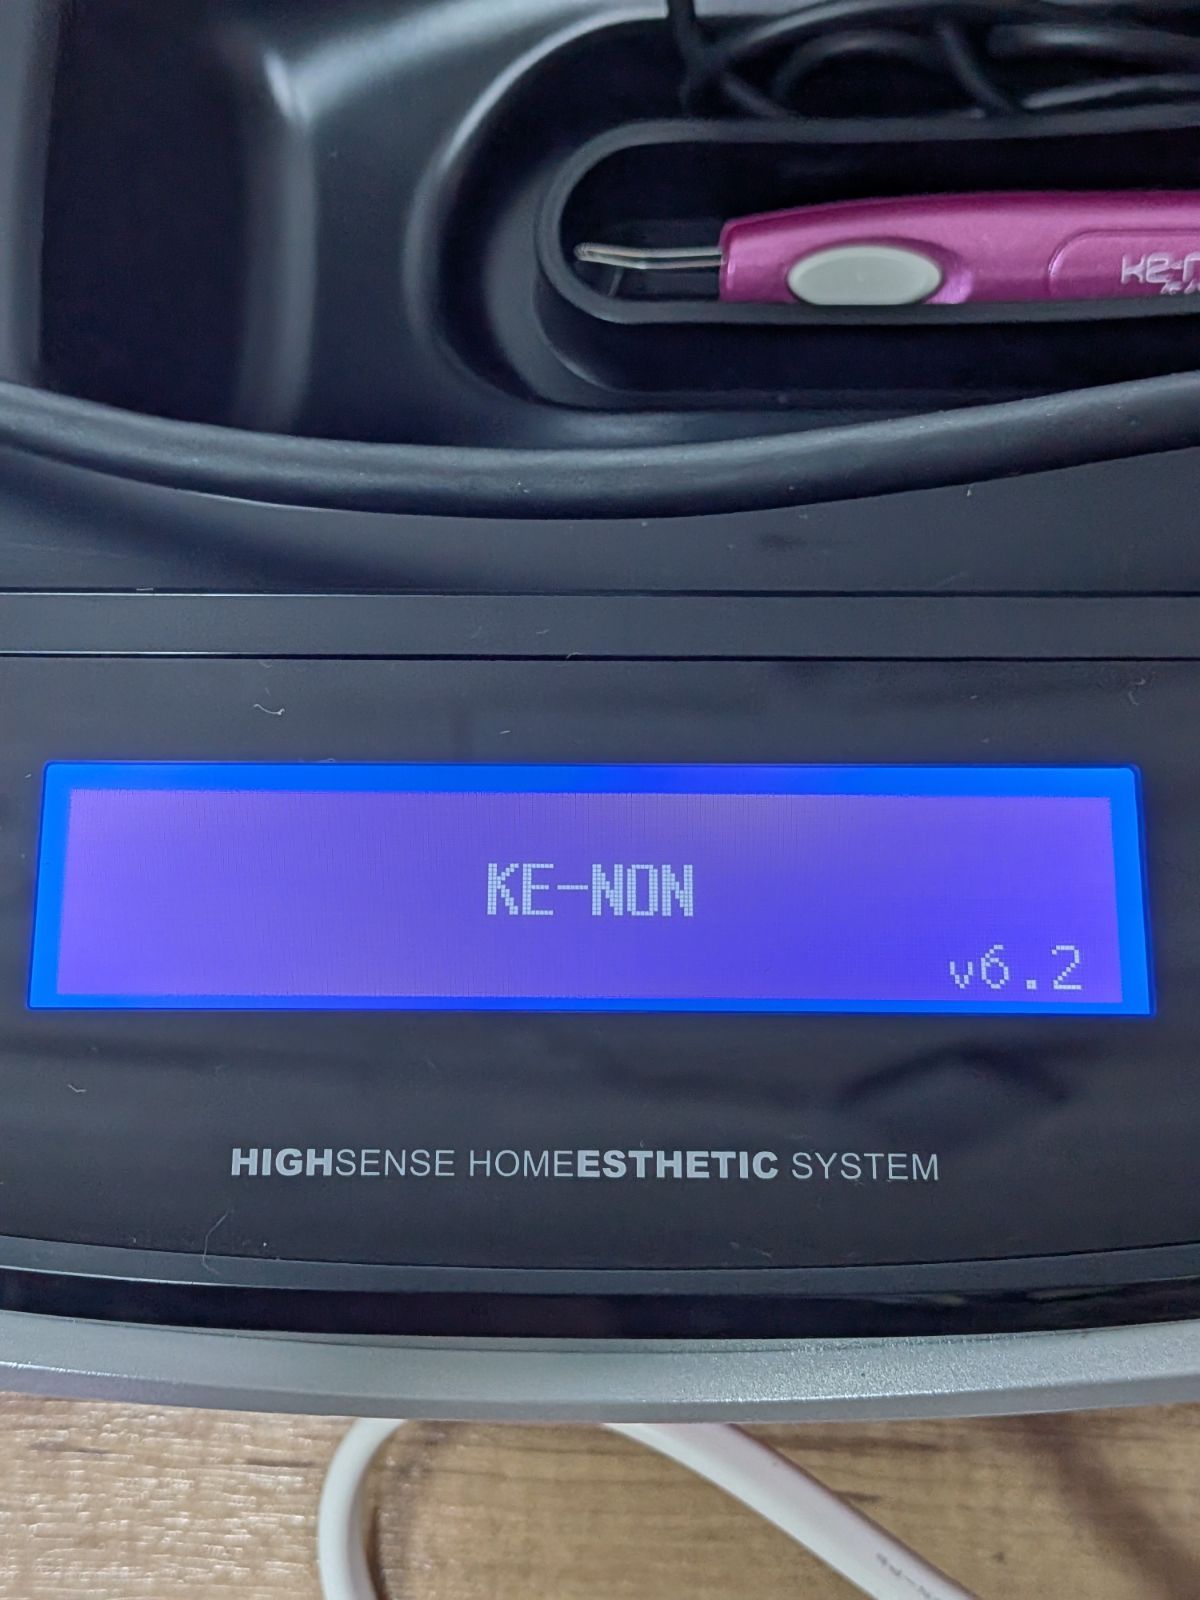 KE-NON
v6.2
HIGHSENSE HOMEESTHETIC SYSTEM